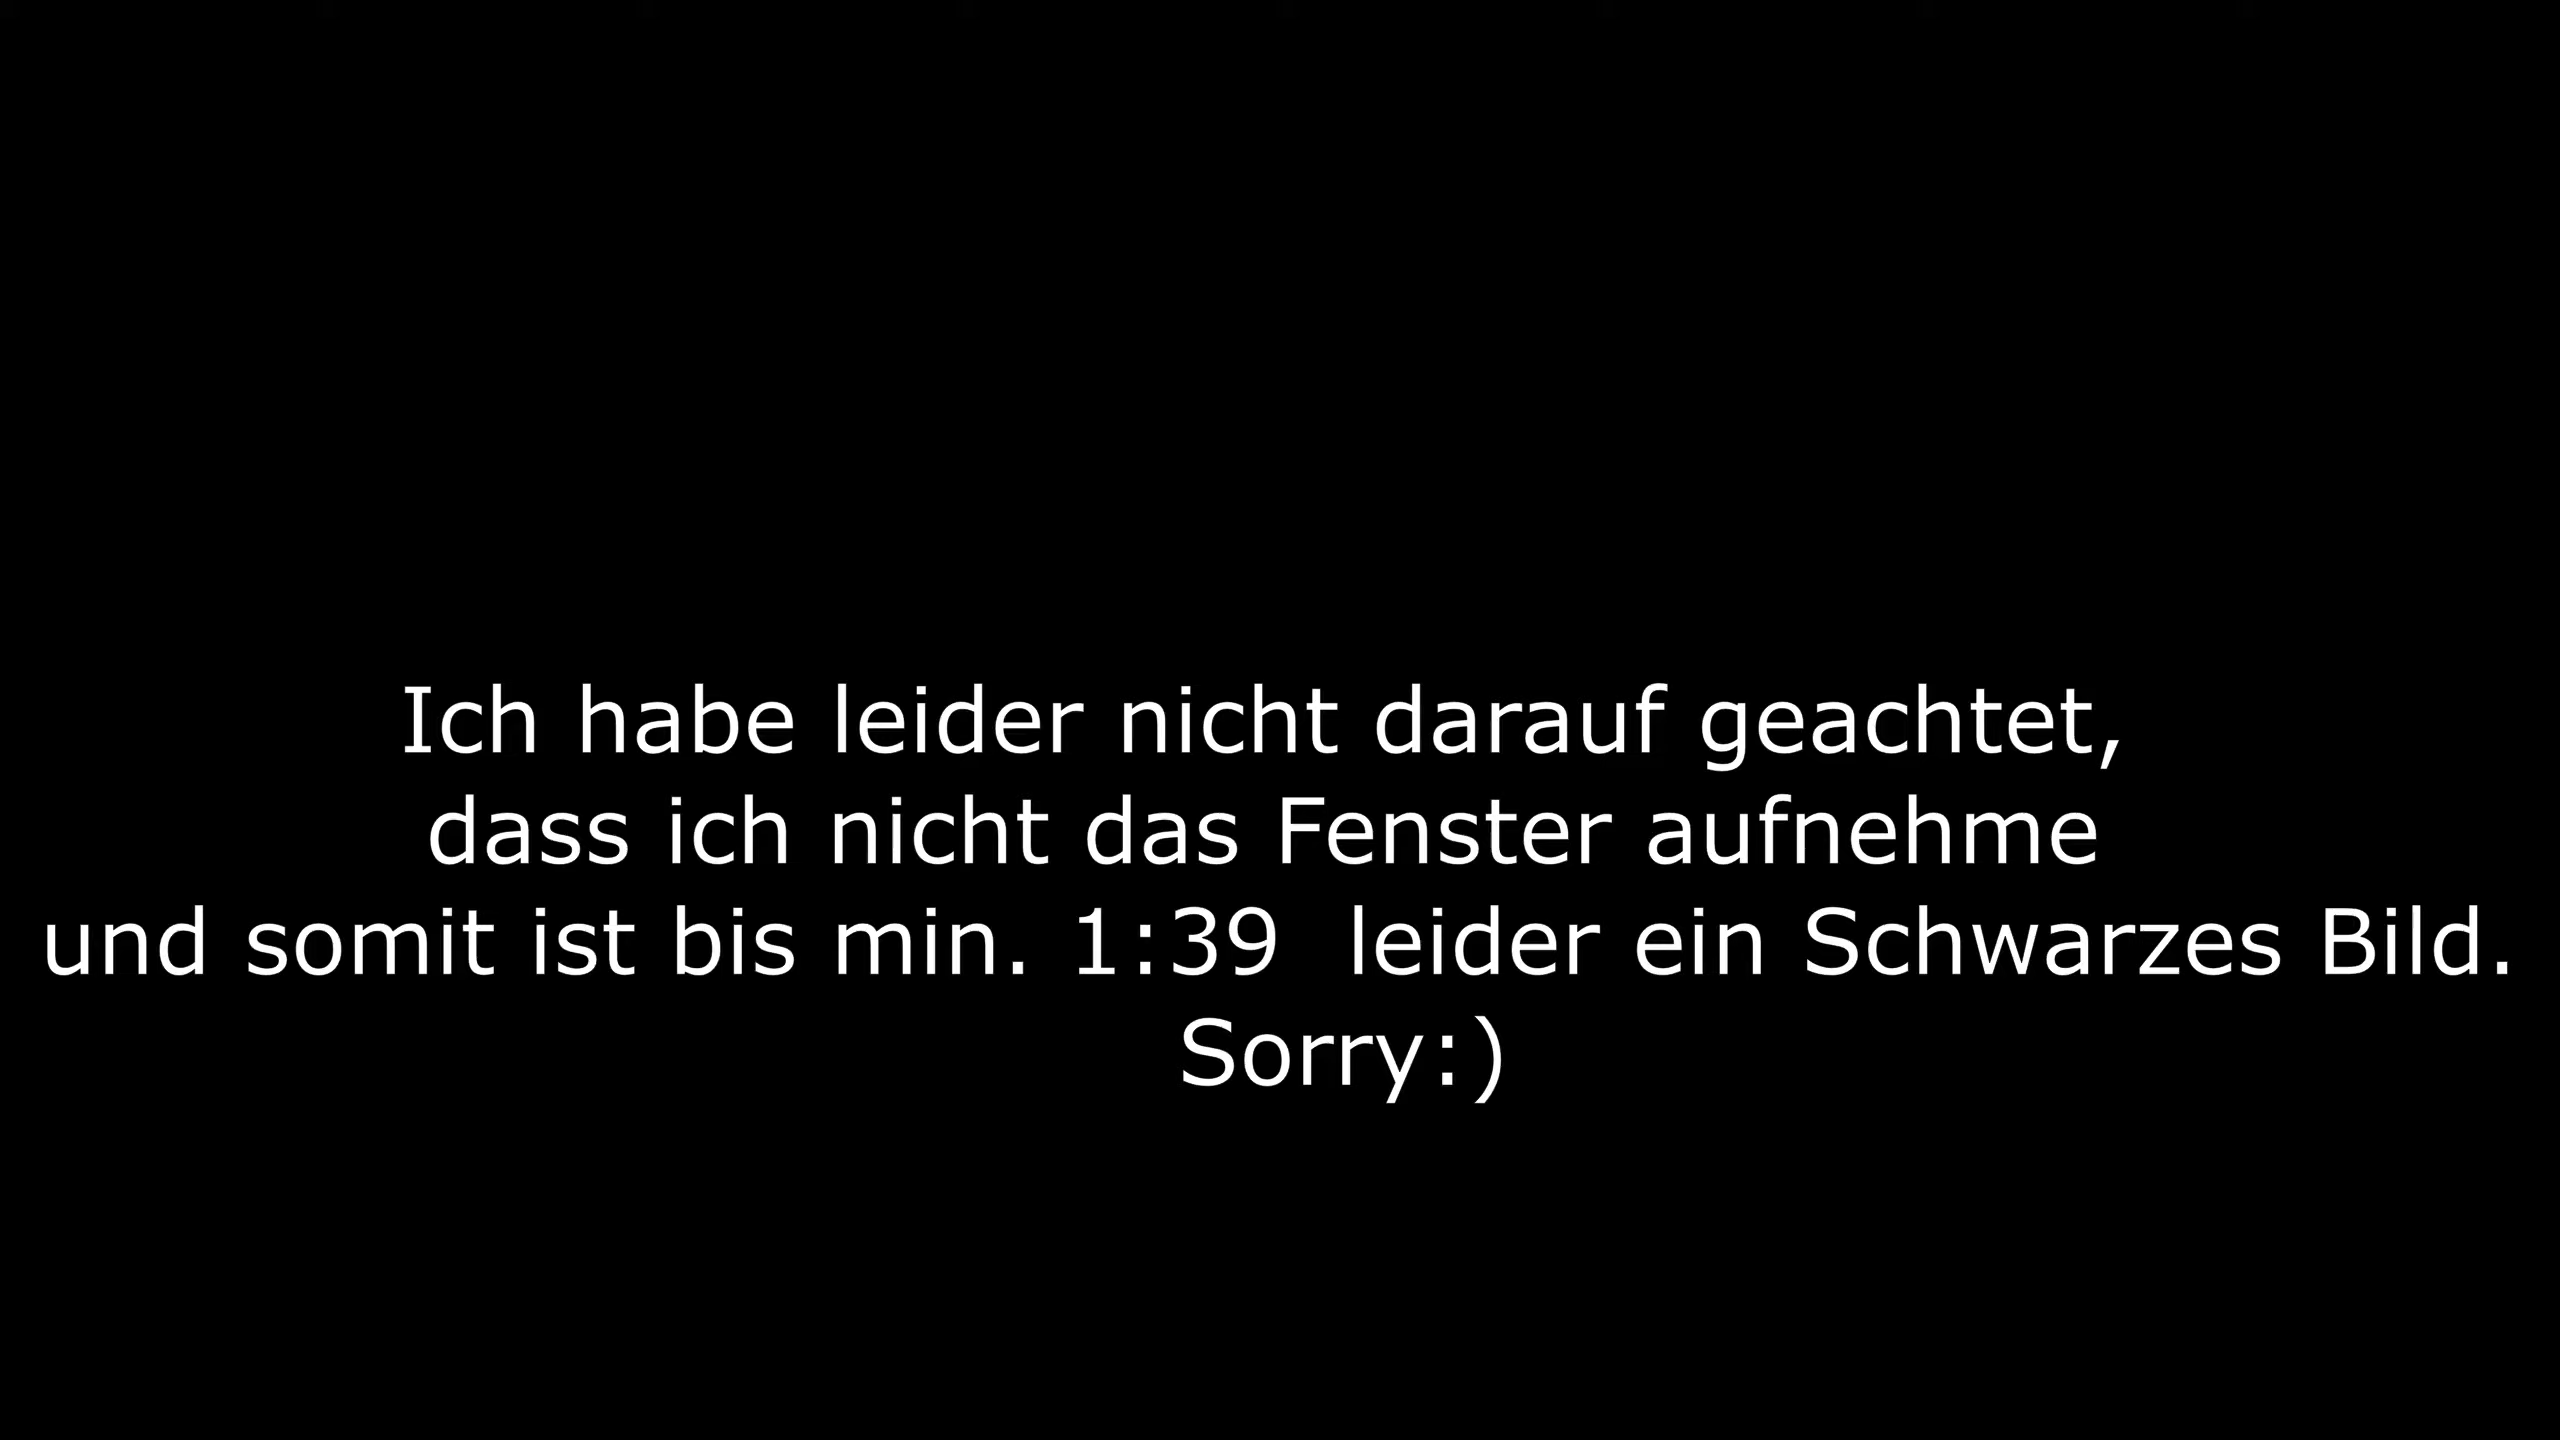 Ich habe leider nicht darauf geachtet,
dass ich nicht das Fenster aufnehme
und somit ist bis min. 1:39  leider ein Schwarzes Bild.
Sorry:)